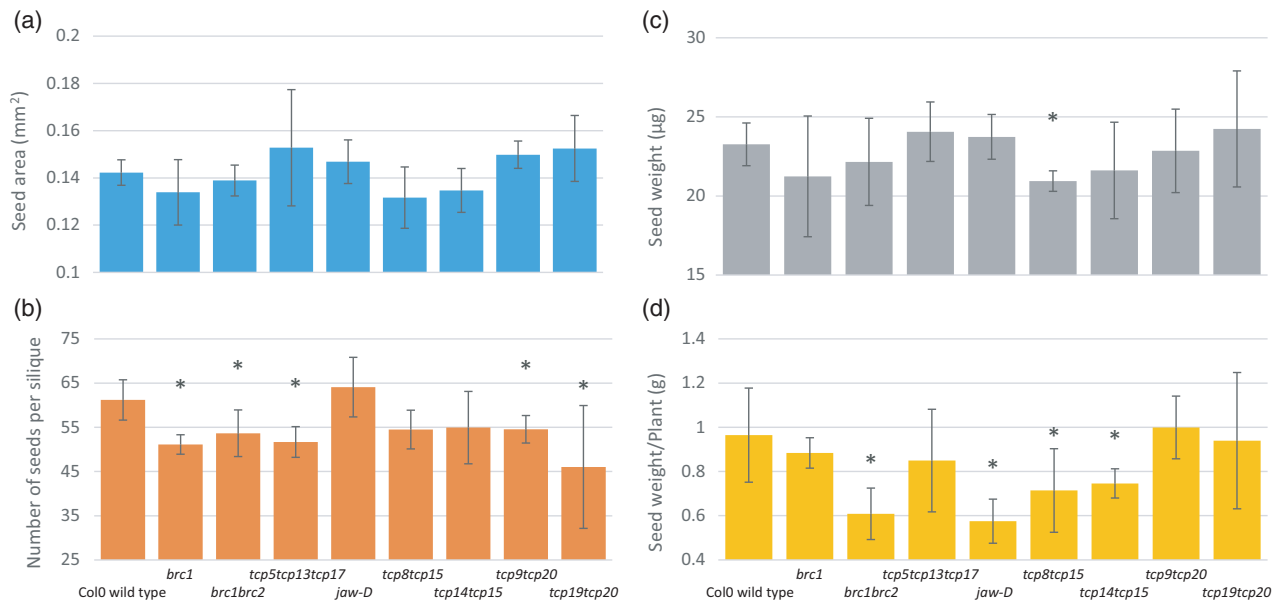 (a)
Seed area (mm²)
0.2
0.18
0.16
0.14
0.12
0.1
(c)
Seed weight (µg)
30
25
20
15
*
(b)
Number of seeds per silique
75
65
55
45
35
25
* * * * *
brc1 tcp5tcp13tcp17 tcp8tcp15 tcp9tcp20
Col0 wild type brc1brc2 jaw-D tcp14tcp15 tcp19tcp20
(d)
Seed weight/Plant (g)
1.4
1.2
1
0.8
0.6
0.4
* * * *
brc1 tcp5tcp13tcp17 tcp8tcp15 tcp9tcp20
Col0 wild type brc1brc2 jaw-D tcp14tcp15 tcp19tcp20